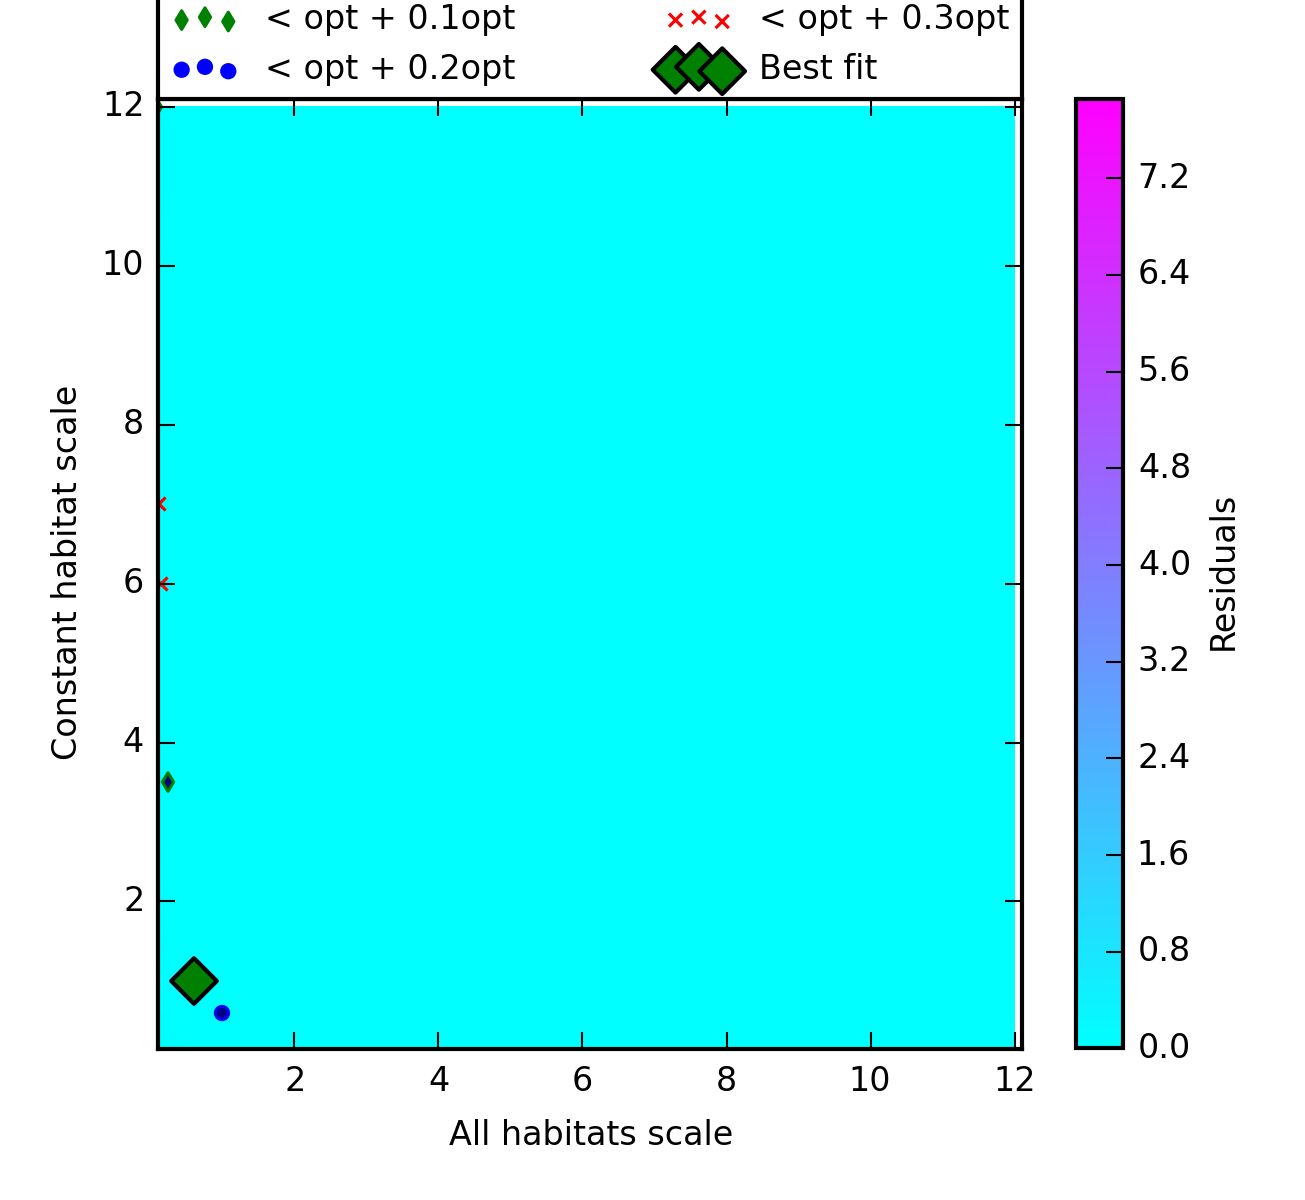 < opt + 0.1opt
< opt + 0.3opt
< opt + 0.2opt
Best fit
12
10
8
6
4
2
Constant habitat scale
2 4 6 8 10 12
All habitats scale
7.2
6.4
5.6
4.8
4.0
3.2
2.4
1.6
0.8
0.0
Residuals